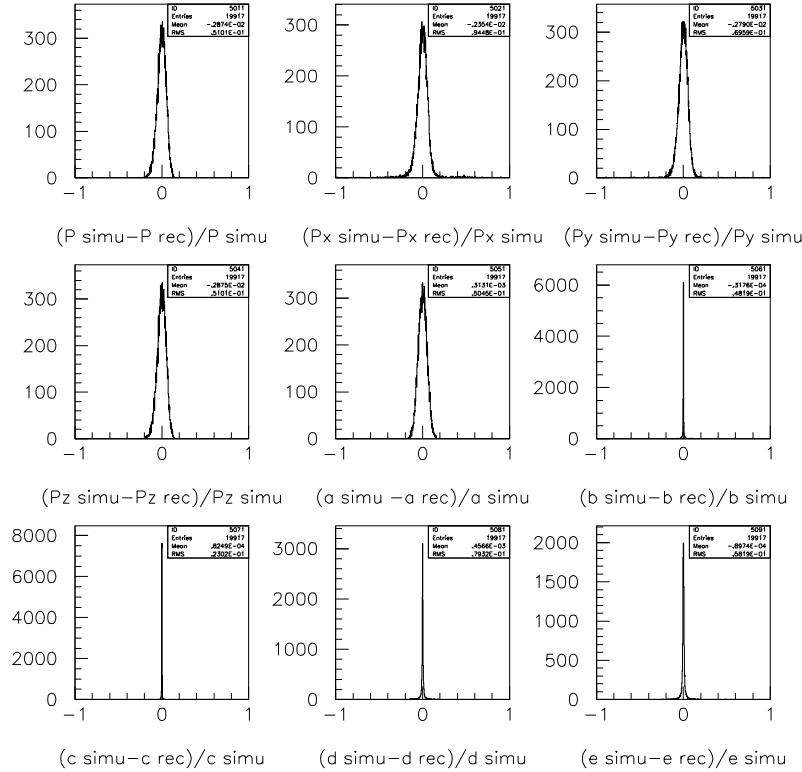 ID 5011
Entries 19917
Mean -.2874E-02
RMS .5101E-01
300
200
100
0
-1 0 1
(P simu-P rec)/P simu
ID 5021
Entries 19917
Mean -.2354E-02
RMS .9448E-01
300
200
100
0
-1 0 1
(Px simu-Px rec)/Px simu
ID 5031
Entries 19917
Mean -.2790E-02
RMS .6959E-01
300
200
100
0
-1 0 1
(Py simu-Py rec)/Py simu
ID 5041
Entries 19917
Mean -.2875E-02
RMS .5101E-01
300
200
100
0
-1 0 1
(Pz simu-Pz rec)/Pz simu
ID 5051
Entries 19917
Mean .3131E-03
RMS .5046E-01
300
200
100
0
-1 0 1
(a simu -a rec)/a simu
ID 5061
Entries 19917
Mean -.3176E-04
RMS .4819E-01
6000
4000
2000
0
-1 0 1
(b simu-b rec)/b simu
ID 5071
Entries 19917
Mean .8249E-04
RMS .2302E-01
8000
6000
4000
2000
0
-1 0 1
(c simu-c rec)/c simu
ID 5081
Entries 19917
Mean .4566E-03
RMS .7932E-01
3000
2000
1000
0
-1 0 1
(d simu-d rec)/d simu
ID 5091
Entries 19917
Mean -.8974E-04
RMS .5819E-01
2000
1500
1000
500
0
-1 0 1
(e simu-e rec)/e simu